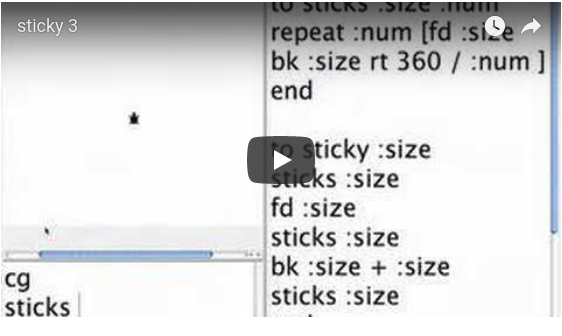 sticky 3
to sticks :size :num
repeat :num [fd :size
bk :size rt 360 / :num ]
end
to sticky :size
sticks :size
fd :size
sticks :size
bk :size + :size
sticks :size
cg
sticks